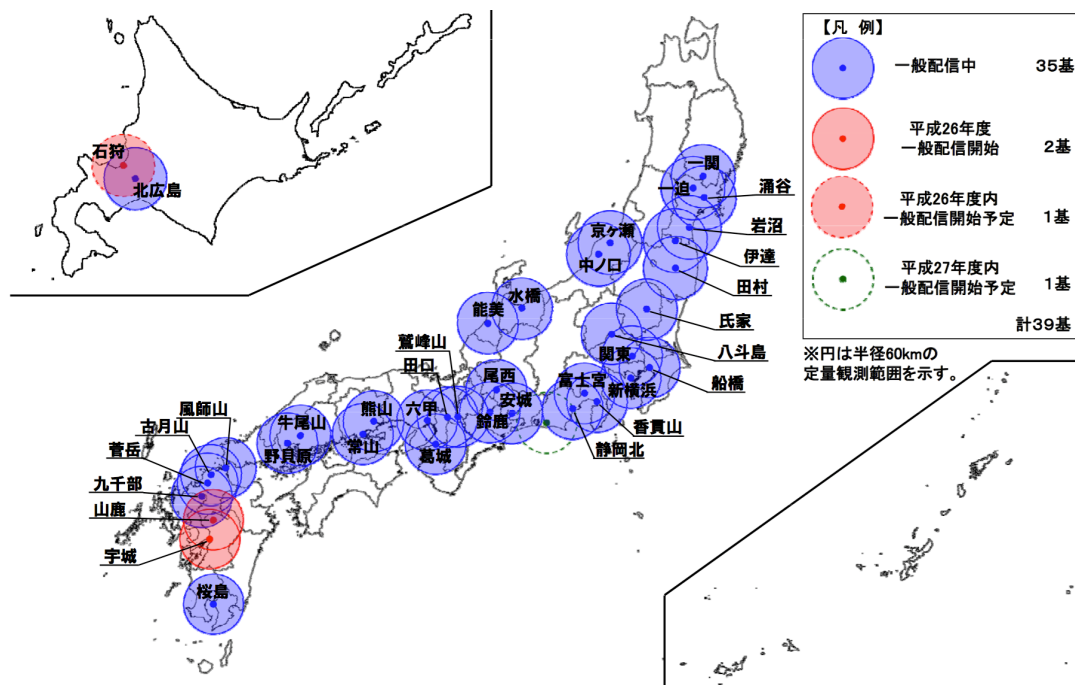 石狩
北広島
一関
一迫
涌谷
岩沼
京ヶ瀬
伊達
中ノ口
田村
水橋
能美
氏家
鷲峰山
八斗島
関東
田口
尾西
船橋
富士宮
新横浜
安城
風師山
熊山
六甲
牛尾山
香貫山
古月山
鈴鹿
静岡北
常山
菅岳
野貝原
葛城
九千部
山鹿
宇城
桜島
【凡 例】
一般配信中 35基
平成26年度
一般配信開始 2基
平成26年度内
一般配信開始予定 1基
平成27年度内
一般配信開始予定 1基
計39基
※円は半径60kmの
定量観測範囲を示す。